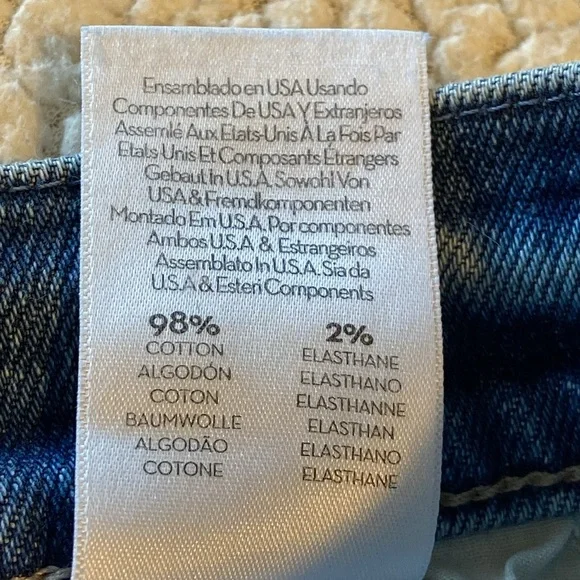 Ensamblado en USA Usando
Componentes De USA Y Extranjeros
Assemlé Aux Etats-Unis À La Fois Par
Etats Unis Et Composants Étrangers
Gebaut In U.S.A. Sowohl Von
USA & Fremdkomponenten
Montado Em U.S.A. Por componentes
Ambos U.S.A & Estrangeiros
Assemblato In U.S.A. Sia da
U.S.A & Esteri Components
98%
COTTON
ALGODÓN
COTON
BAUMWOLLE
ALGODÃO
COTONE
2%
ELASTHANE
ELASTHANO
ELASTHANNE
ELASTHAN
ELASTHANO
ELASTHANE